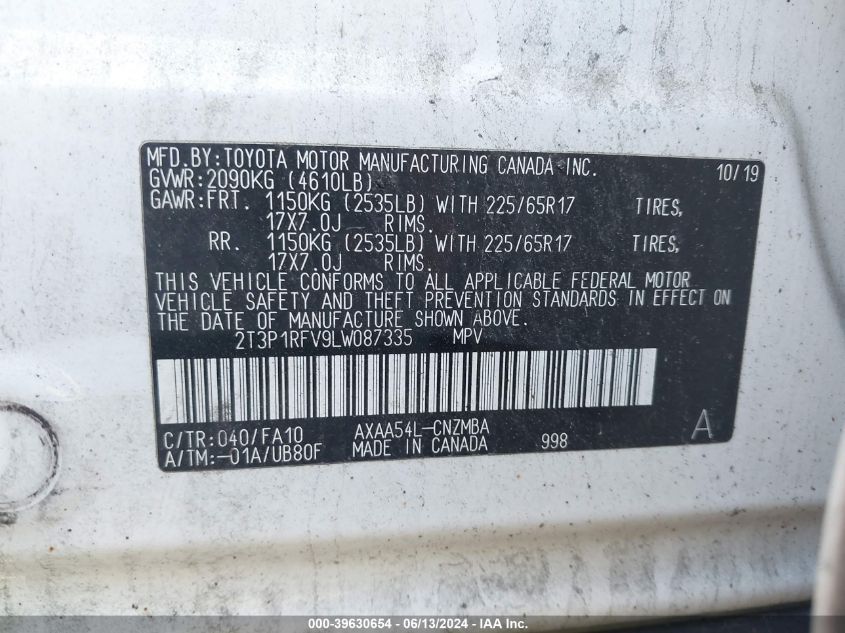 MFD.BY:TOYOTA MOTOR MANUFACTURING CANADA INC. 10/19
GVWR:2090KG (4610LB)
GAWR:FRT. 1150KG (2535LB) WITH 225/65R17 TIRES,
17X7.0J RIMS.
RR. 1150KG (2535LB) WITH 225/65R17 TIRES,
17X7.0J RIMS.
THIS VEHICLE CONFORMS TO ALL APPLICABLE FEDERAL MOTOR
VEHICLE SAFETY AND THEFT PREVENTION STANDARDS IN EFFECT ON
THE DATE OF MANUFACTURE SHOWN ABOVE.
2T3P1RFV9LW087335 MPV
C/TR:040/FA10 AXAA54L-CNZMBA A
A/TM:-01A/UB80F MADE IN CANADA 998
000-39630654 - 06/13/2024 - IAA Inc.